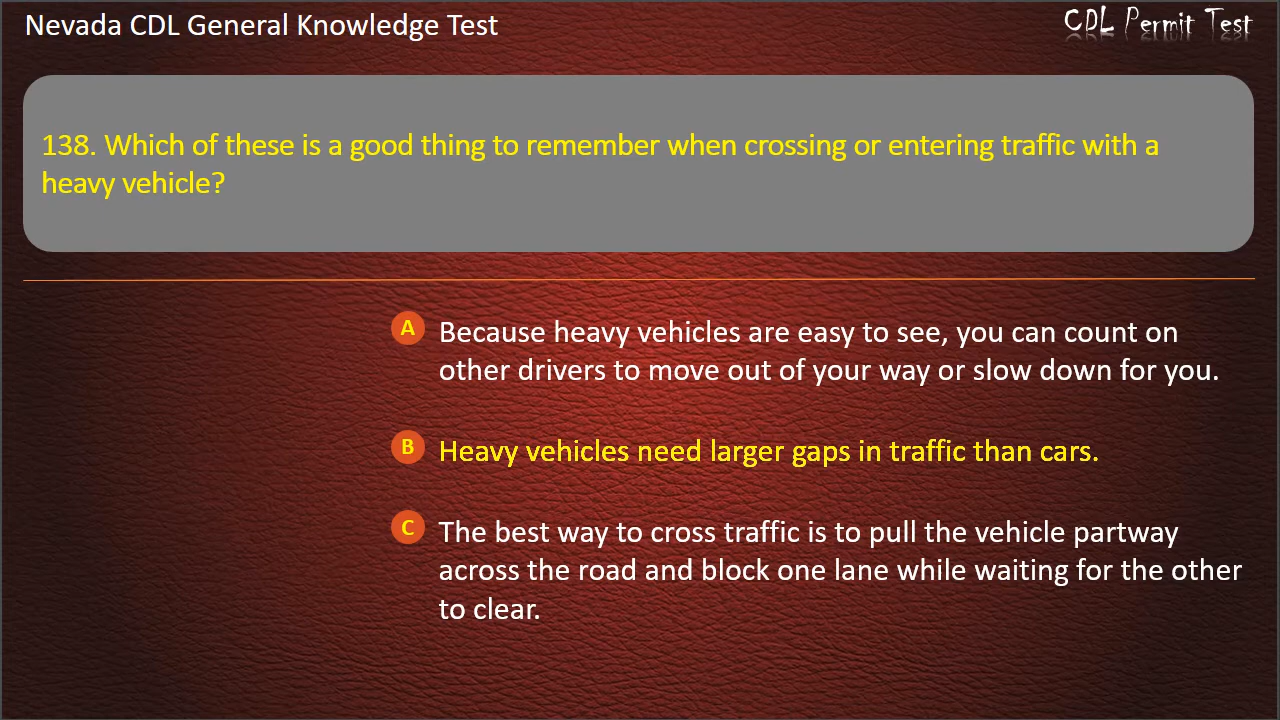 Nevada CDL General Knowledge Test
CDL Permit Test
138. Which of these is a good thing to remember when crossing or entering traffic with a
heavy vehicle?
A Because heavy vehicles are easy to see, you can count on
other drivers to move out of your way or slow down for you.
B Heavy vehicles need larger gaps in traffic than cars.
C The best way to cross traffic is to pull the vehicle partway
across the road and block one lane while waiting for the other
to clear.